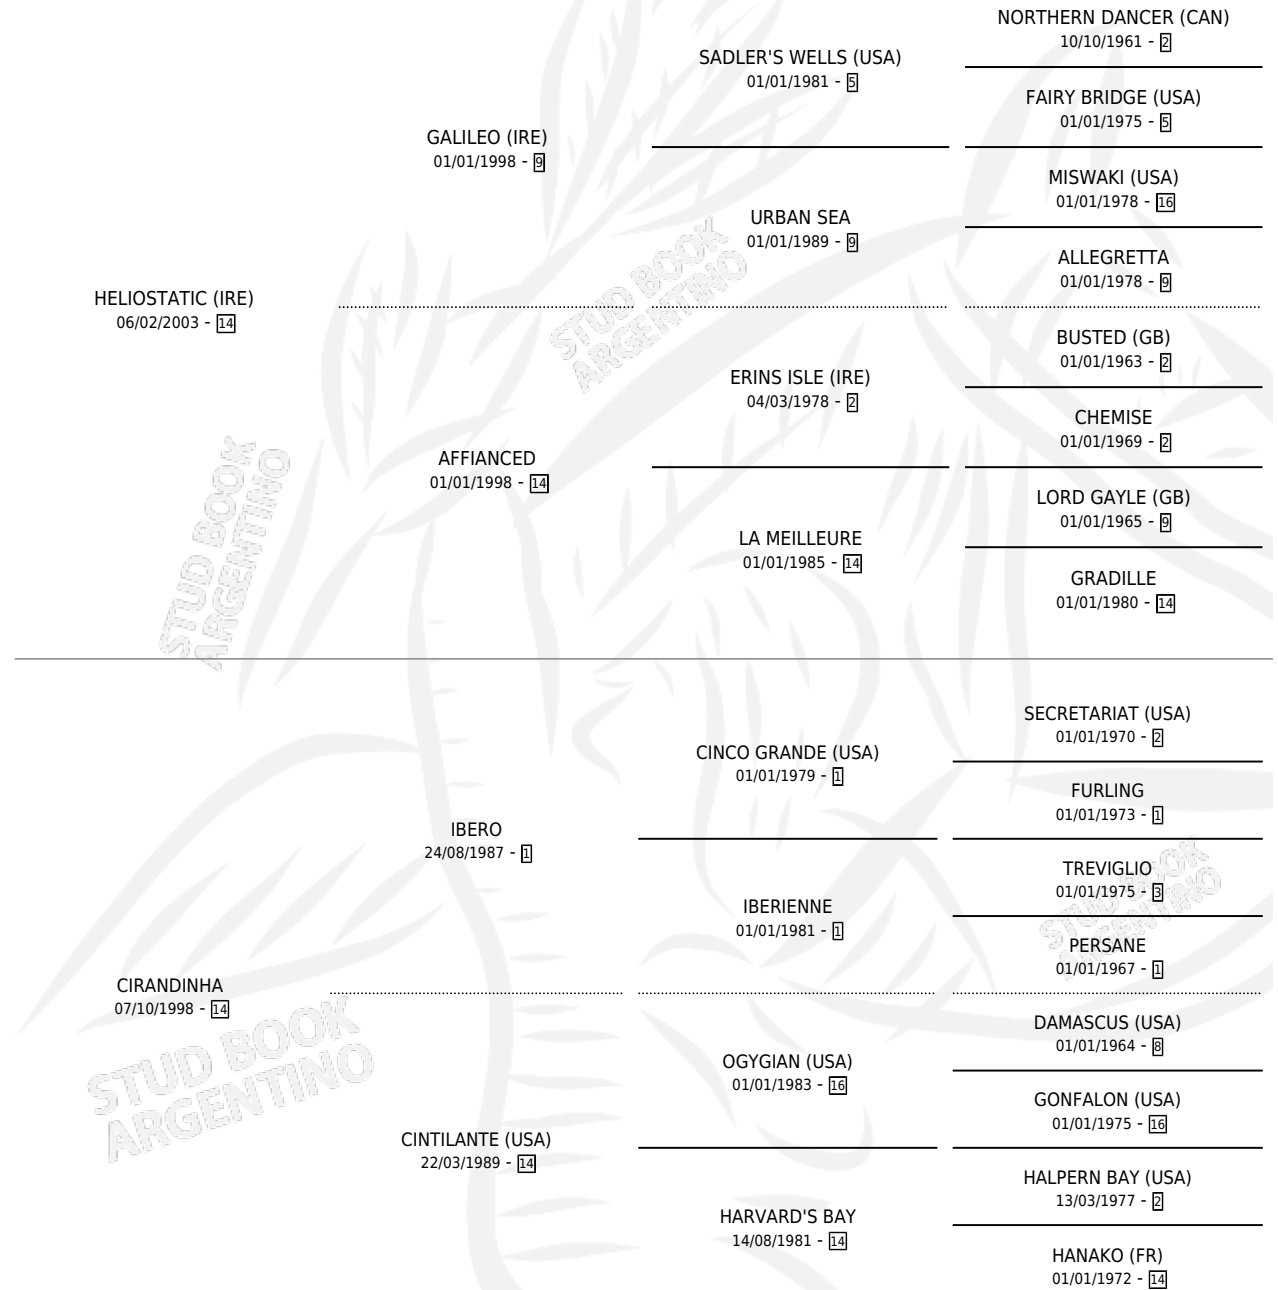 NORTHERN DANCER (CAN)
10/10/1961 - 2
SADLER'S WELLS (USA)
01/01/1981 - 5
FAIRY BRIDGE (USA)
01/01/1975 - 5
GALILEO (IRE)
01/01/1998 - 9
MISWAKI (USA)
01/01/1978 - 16
URBAN SEA
01/01/1989 - 9
ALLEGRETTA
01/01/1978 - 9
STUD BOOK
ARGENTINO
HELIOSTATIC (IRE)
06/02/2003 - 14
BUSTED (GB)
01/01/1963 - 2
ERINS ISLE (IRE)
04/03/1978 - 2
CHEMISE
01/01/1969 - 2
AFFIANCED
01/01/1998 - 14
LORD GAYLE (GB)
01/01/1965 - 9
LA MEILLEURE
01/01/1985 - 14
GRADILLE
01/01/1980 - 14
STUD BOOK
ARGENTINO
SECRETARIAT (USA)
01/01/1970 - 2
CINCO GRANDE (USA)
01/01/1979 - 1
FURLING
01/01/1973 - 1
IBERO
24/08/1987 - 1
TREVIGLIO
01/01/1975 - 3
IBERIENNE
01/01/1981 - 1
PERSANE
01/01/1967 - 1
STUD BOOK
ARGENTINO
CIRANDINHA
07/10/1998 - 14
DAMASCUS (USA)
01/01/1964 - 8
OGYGIAN (USA)
01/01/1983 - 16
GONFALON (USA)
01/01/1975 - 16
STUD BOOK
ARGENTINO
CINTILANTE (USA)
22/03/1989 - 14
HALPERN BAY (USA)
13/03/1977 - 2
HARVARD'S BAY
14/08/1981 - 14
HANAKO (FR)
01/01/1972 - 14